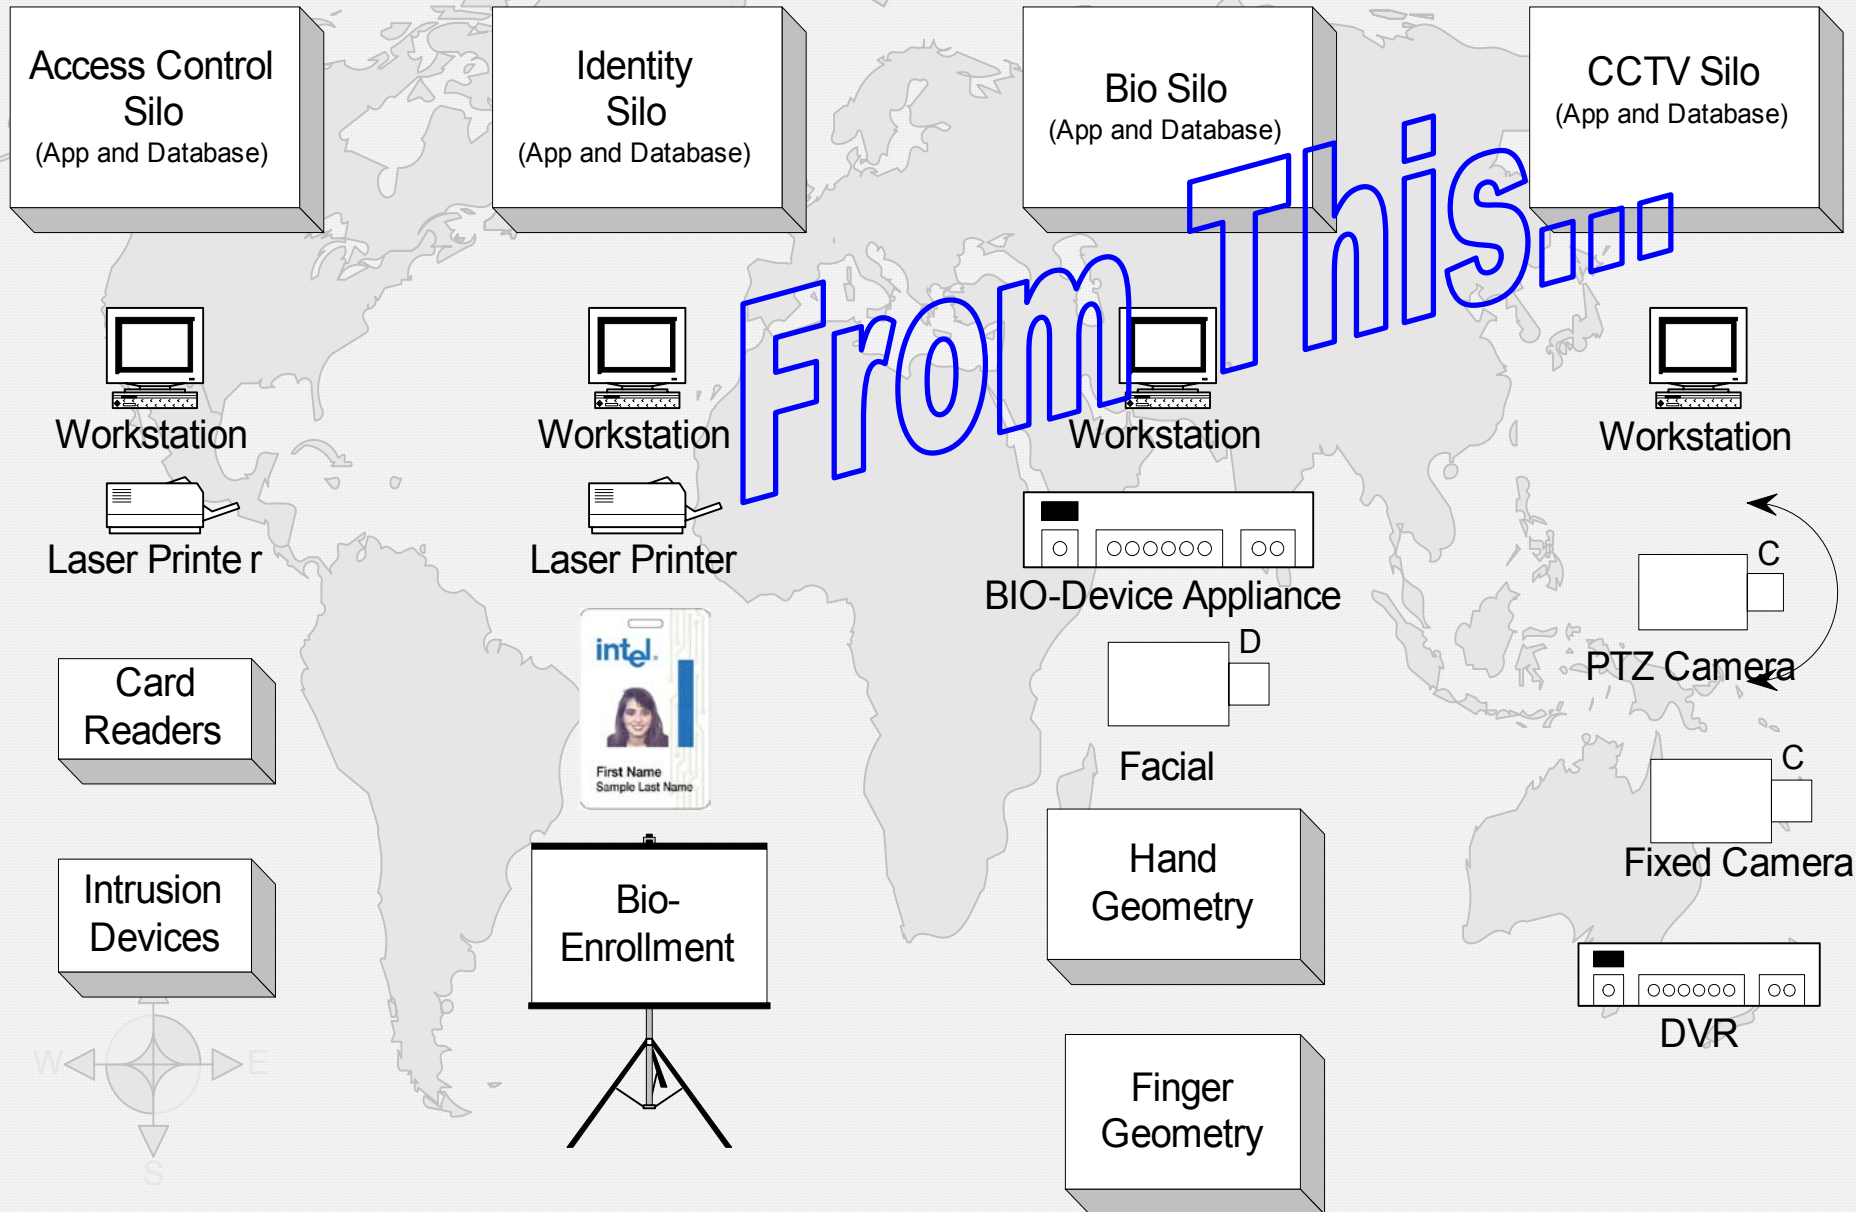 Access Control
Silo
(App and Database)
Identity
Silo
(App and Database)
Bio Silo
(App and Database)
CCTV Silo
(App and Database)
From This...
Workstation
Workstation
Workstation
Workstation
Laser Printer
Laser Printer
BIO-Device Appliance
C
PTZ Camera
Card
Readers
intel.
First Name
Sample Last Name
D
Facial
C
Fixed Camera
Intrusion
Devices
Bio-
Enrollment
Hand
Geometry
DVR
Finger
Geometry
W
E
S